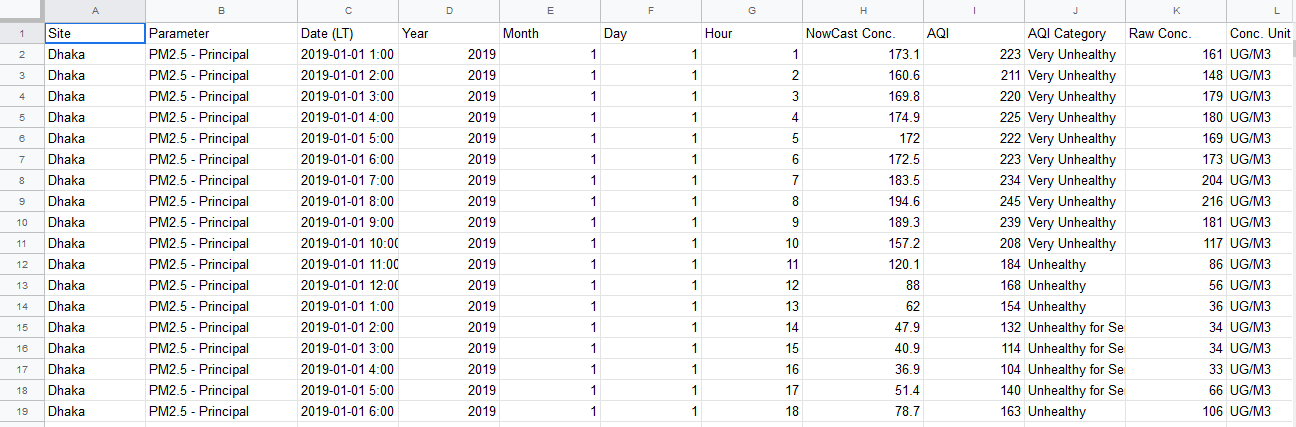 A B C D E F G H I J K L
1 Site Parameter Date (LT) Year Month Day Hour NowCast Conc. AQI AQI Category Raw Conc. Conc. Unit
2 Dhaka PM2.5 - Principal 2019-01-01 1:00 2019 1 1 1 173.1 223 Very Unhealthy 161 UG/M3
3 Dhaka PM2.5 - Principal 2019-01-01 2:00 2019 1 1 2 160.6 211 Very Unhealthy 148 UG/M3
4 Dhaka PM2.5 - Principal 2019-01-01 3:00 2019 1 1 3 169.8 220 Very Unhealthy 179 UG/M3
5 Dhaka PM2.5 - Principal 2019-01-01 4:00 2019 1 1 4 174.9 225 Very Unhealthy 180 UG/M3
6 Dhaka PM2.5 - Principal 2019-01-01 5:00 2019 1 1 5 172 222 Very Unhealthy 169 UG/M3
7 Dhaka PM2.5 - Principal 2019-01-01 6:00 2019 1 1 6 172.5 223 Very Unhealthy 173 UG/M3
8 Dhaka PM2.5 - Principal 2019-01-01 7:00 2019 1 1 7 183.5 234 Very Unhealthy 204 UG/M3
9 Dhaka PM2.5 - Principal 2019-01-01 8:00 2019 1 1 8 194.6 245 Very Unhealthy 216 UG/M3
10 Dhaka PM2.5 - Principal 2019-01-01 9:00 2019 1 1 9 189.3 239 Very Unhealthy 181 UG/M3
11 Dhaka PM2.5 - Principal 2019-01-01 10:00 2019 1 1 10 157.2 208 Very Unhealthy 117 UG/M3
12 Dhaka PM2.5 - Principal 2019-01-01 11:00 2019 1 1 11 120.1 184 Unhealthy 86 UG/M3
13 Dhaka PM2.5 - Principal 2019-01-01 12:00 2019 1 1 12 88 168 Unhealthy 56 UG/M3
14 Dhaka PM2.5 - Principal 2019-01-01 1:00 2019 1 1 13 62 154 Unhealthy 36 UG/M3
15 Dhaka PM2.5 - Principal 2019-01-01 2:00 2019 1 1 14 47.9 132 Unhealthy for Se 34 UG/M3
16 Dhaka PM2.5 - Principal 2019-01-01 3:00 2019 1 1 15 40.9 114 Unhealthy for Se 34 UG/M3
17 Dhaka PM2.5 - Principal 2019-01-01 4:00 2019 1 1 16 36.9 104 Unhealthy for Se 33 UG/M3
18 Dhaka PM2.5 - Principal 2019-01-01 5:00 2019 1 1 17 51.4 140 Unhealthy for Se 66 UG/M3
19 Dhaka PM2.5 - Principal 2019-01-01 6:00 2019 1 1 18 78.7 163 Unhealthy 106 UG/M3